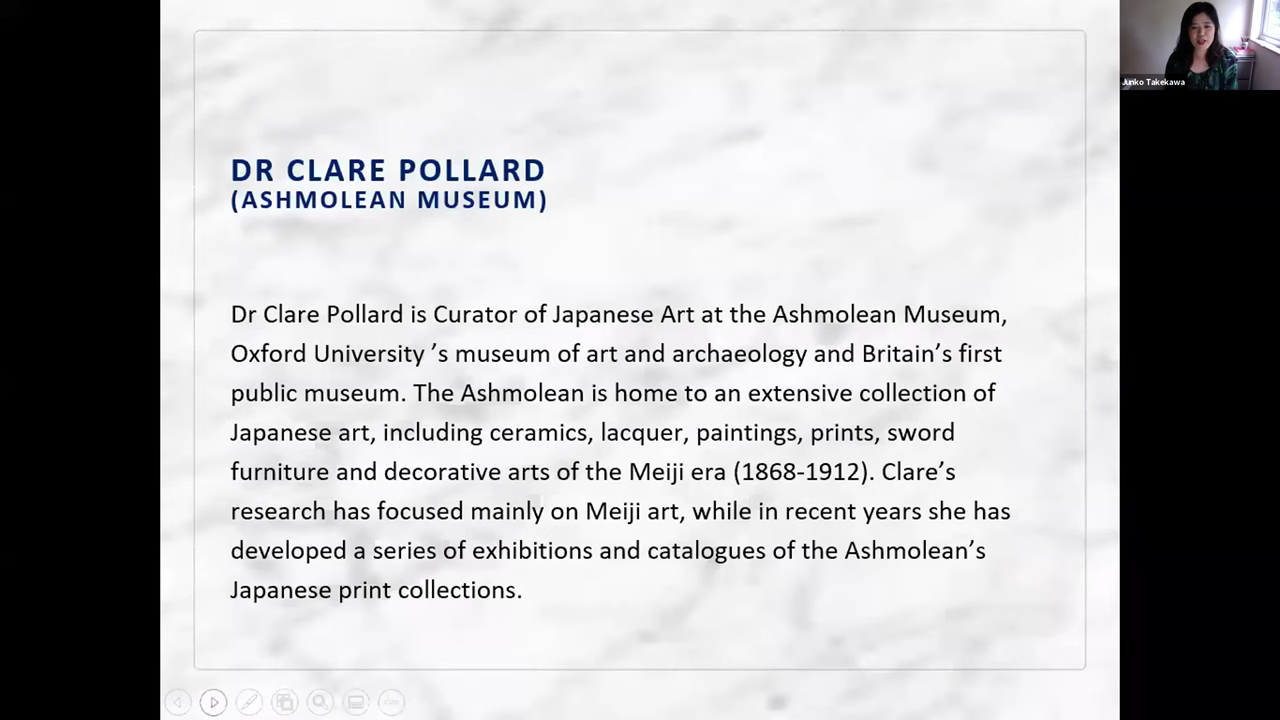 DR CLARE POLLARD
(ASHMOLEAN MUSEUM)
Dr Clare Pollard is Curator of Japanese Art at the Ashmolean Museum,
Oxford University ’s museum of art and archaeology and Britain’s first
public museum. The Ashmolean is home to an extensive collection of
Japanese art, including ceramics, lacquer, paintings, prints, sword
furniture and decorative arts of the Meiji era (1868-1912). Clare’s
research has focused mainly on Meiji art, while in recent years she has
developed a series of exhibitions and catalogues of the Ashmolean’s
Japanese print collections.
Junko Takekawa